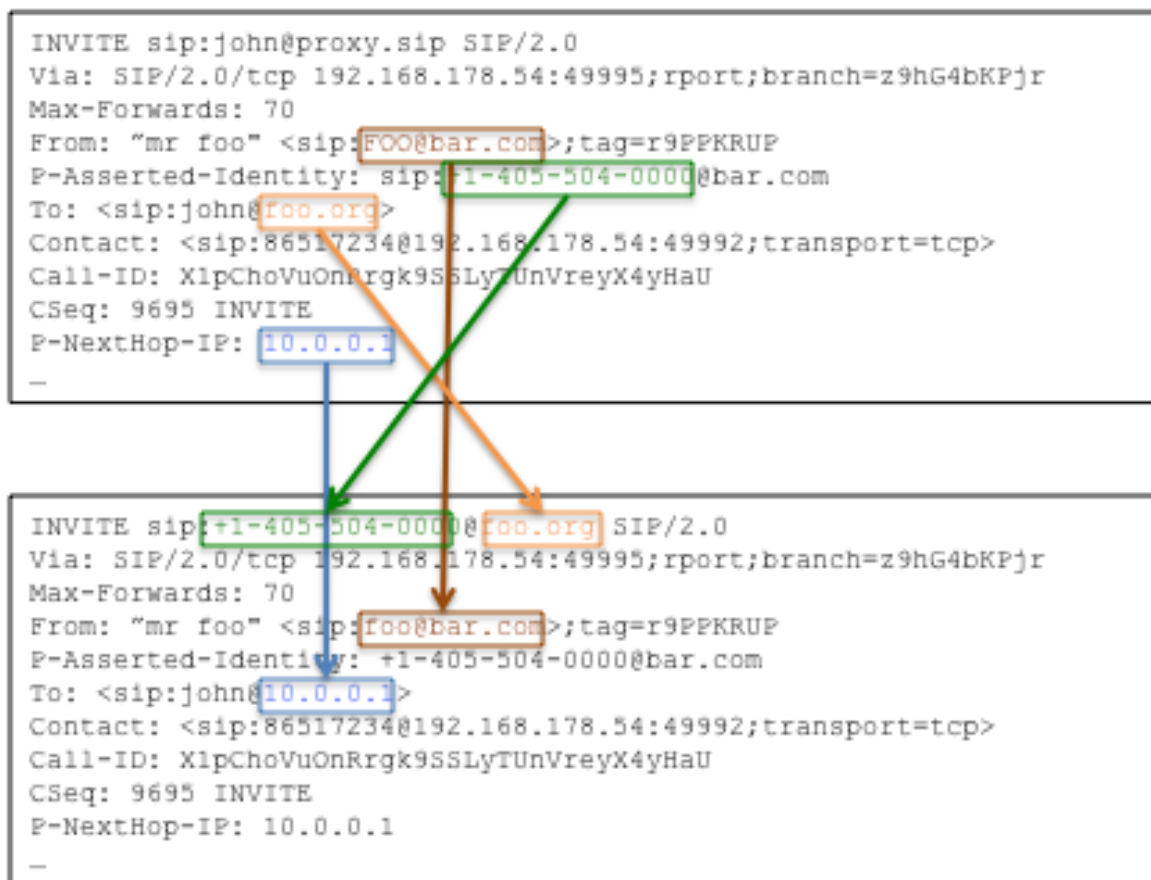 INVITE sip:john@proxy.sip SIP/2.0
Via: SIP/2.0/tcp 192.168.178.54:49995;rport;branch=z9hG4bKPjr
Max-Forwards: 70
From: "mr foo" <sip:FOO@bar.com>;tag=r9PPKRUP
P-Asserted-Identity: sip:+1-405-504-0000@bar.com
To: <sip:john@foo.org>
Contact: <sip:86517234@192.168.178.54:49992;transport=tcp>
Call-ID: X1pChoVuOnRrgk9SSLyTUnVreyX4yHaU
CSeq: 9695 INVITE
P-NextHop-IP: 10.0.0.1
_
INVITE sip:+1-405-504-0000@foo.org SIP/2.0
Via: SIP/2.0/tcp 192.168.178.54:49995;rport;branch=z9hG4bKPjr
Max-Forwards: 70
From: "mr foo" <sip:foo@bar.com>;tag=r9PPKRUP
P-Asserted-Identity: +1-405-504-0000@bar.com
To: <sip:john@10.0.0.1>
Contact: <sip:86517234@192.168.178.54:49992;transport=tcp>
Call-ID: X1pChoVuOnRrgk9SSLyTUnVreyX4yHaU
CSeq: 9695 INVITE
P-NextHop-IP: 10.0.0.1
_